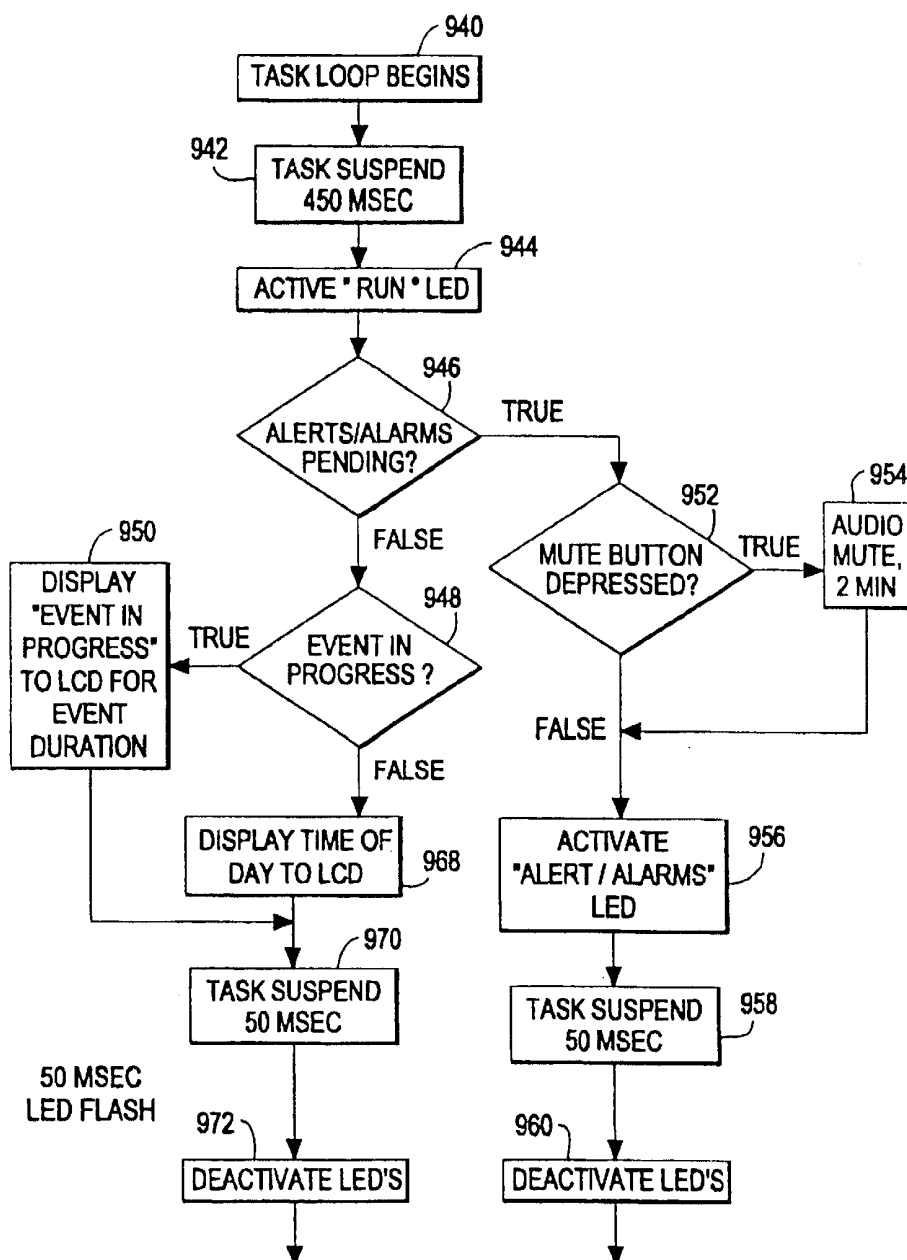 940
TASK LOOP BEGINS
942
TASK SUSPEND
450 MSEC
944
ACTIVE " RUN " LED
946
ALERTS/ALARMS
PENDING?
TRUE
FALSE
952
MUTE BUTTON
DEPRESSED?
TRUE
954
AUDIO
MUTE,
2 MIN
950
DISPLAY
"EVENT IN
PROGRESS"
TO LCD FOR
EVENT
DURATION
TRUE
948
EVENT IN
PROGRESS ?
FALSE
FALSE
DISPLAY TIME OF
DAY TO LCD
968
ACTIVATE
"ALERT / ALARMS"
LED
956
970
TASK SUSPEND
50 MSEC
TASK SUSPEND
50 MSEC
958
50 MSEC
LED FLASH
972
DEACTIVATE LED'S
960
DEACTIVATE LED'S